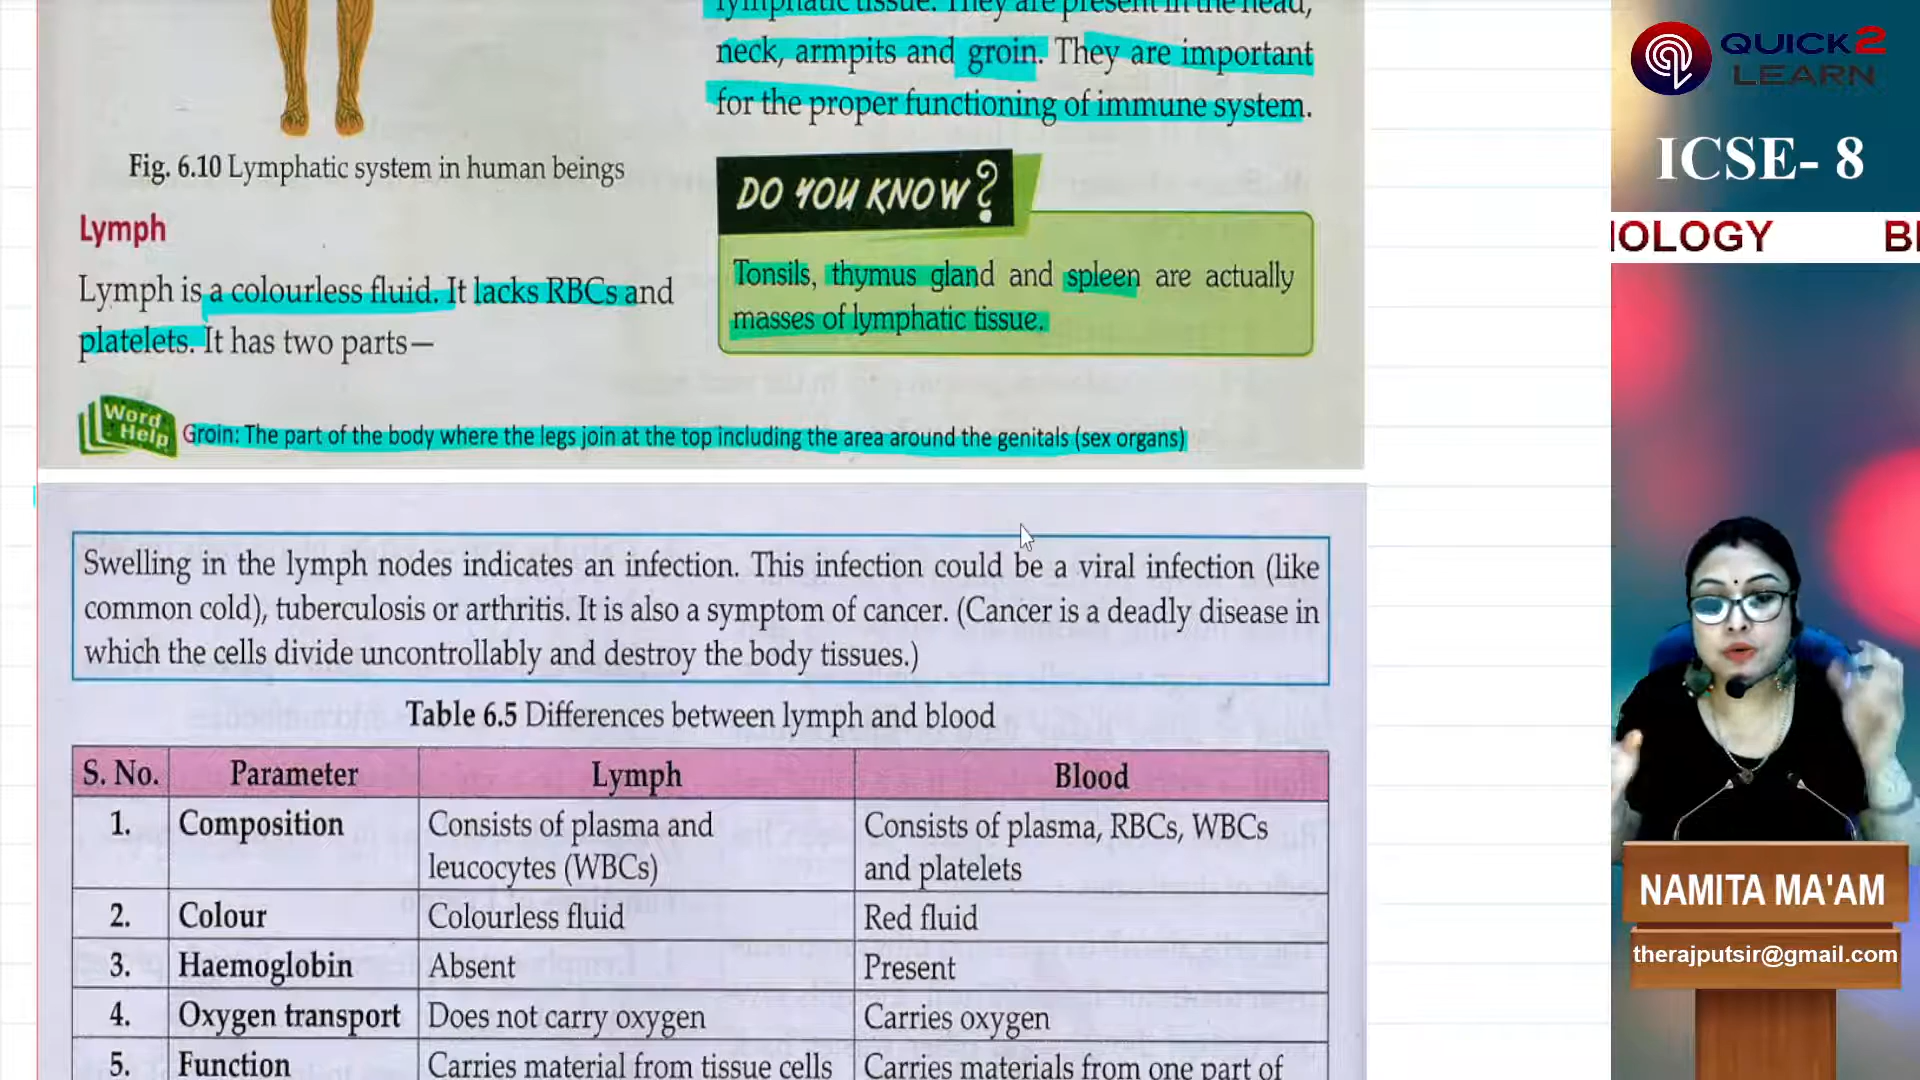 lymphatic tissue. They are present in the head,
neck, armpits and groin. They are important
for the proper functioning of immune system.
Fig. 6.10 Lymphatic system in human beings
Lymph
Lymph is a colourless fluid. It lacks RBCs and
platelets. It has two parts—
DO YOU KNOW?
Tonsils, thymus gland and spleen are actually
masses of lymphatic tissue.
Word
Help
Groin: The part of the body where the legs join at the top including the area around the genitals (sex organs)
Swelling in the lymph nodes indicates an infection. This infection could be a viral infection (like
common cold), tuberculosis or arthritis. It is also a symptom of cancer. (Cancer is a deadly disease in
which the cells divide uncontrollably and destroy the body tissues.)
Table 6.5 Differences between lymph and blood
S. No. Parameter Lymph Blood
1. Composition Consists of plasma and Consists of plasma, RBCs, WBCs
leucocytes (WBCs) and platelets
2. Colour Colourless fluid Red fluid
3. Haemoglobin Absent Present
4. Oxygen transport Does not carry oxygen Carries oxygen
5. Function Carries material from tissue cells Carries materials from one part of
QUICK2
LEARN
ICSE- 8
IOLOGY BI
NAMITA MA'AM
therajputsir@gmail.com